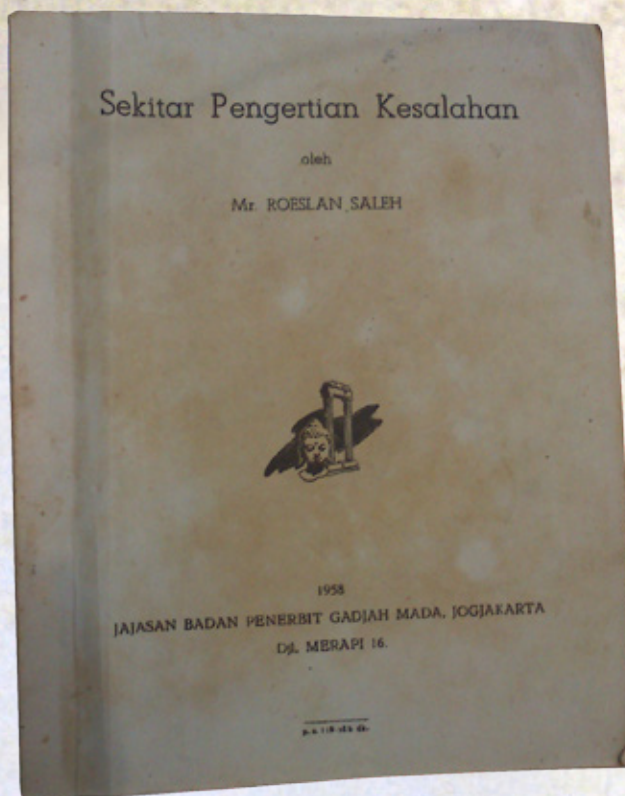 Sekitar Pengertian Kesalahan
oleh
Mr. ROESLAN SALEH
1958
JAJASAN BADAN PENERBIT GADJAH MADA, JOGJAKARTA
Djl. MERAPI 16.